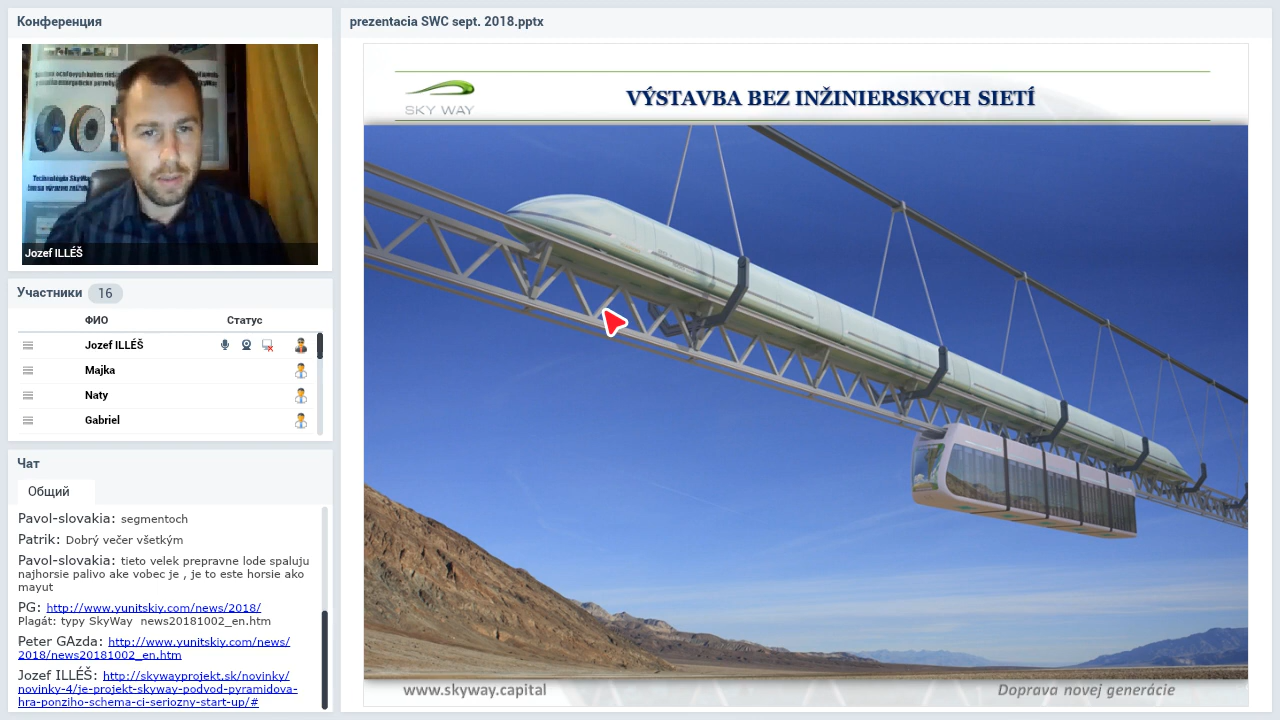 Конференция
Jozef ILLÉŠ
Участники 16
ФИО Статус
Jozef ILLÉŠ
Majka
Naty
Gabriel
Чат
Общий
Pavol-slovakia: segmentoch
Patrik: Dobrý večer všetkým
Pavol-slovakia: tieto velek prepravne lode spaluju
najhorsie palivo ake vobec je , je to este horsie ako
mayut
PG: http://www.yunitskiy.com/news/2018/
Plagát: typy SkyWay news20181002_en.htm
Peter GAzda: http://www.yunitskiy.com/news/
2018/news20181002_en.htm
Jozef ILLÉŠ: http://skywayprojekt.sk/novinky/
novinky-4/je-projekt-skyway-podvod-pyramidova-
hra-ponziho-schema-ci-seriozny-start-up/#
prezentacia SWC sept. 2018.pptx
SKY WAY
VÝSTAVBA BEZ INŽINIERSKYCH SIETÍ
www.skyway.capital
Doprava novej generácie